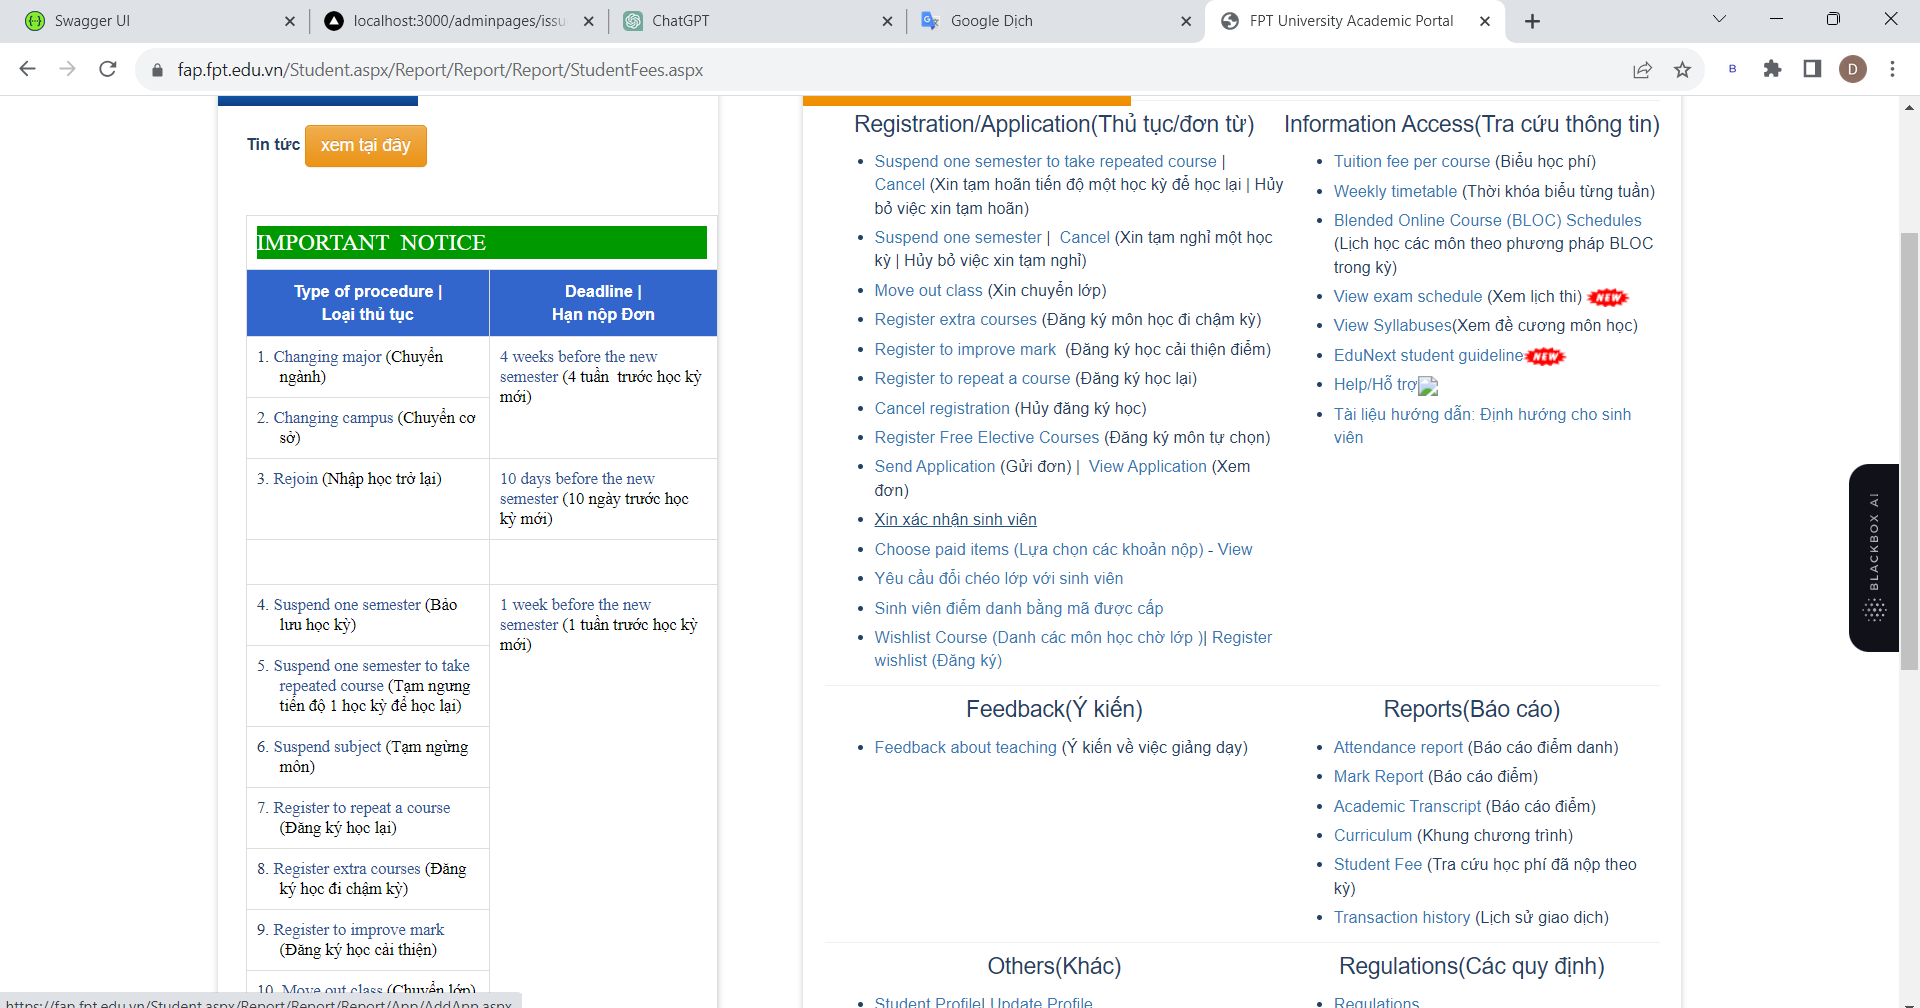 Swagger UI
localhost:3000/adminpages/issu
ChatGPT
Google Dịch
FPT University Academic Portal
fap.fpt.edu.vn/Student.aspx/Report/Report/Report/StudentFees.aspx
B
D
Tin tức xem tại đây
IMPORTANT NOTICE
Type of procedure | Deadline |
Loại thủ tục Hạn nộp Đơn
1. Changing major (Chuyển
ngành)
4 weeks before the new
semester (4 tuần trước học kỳ
mới)
2. Changing campus (Chuyển cơ
sở)
3. Rejoin (Nhập học trở lại)
10 days before the new
semester (10 ngày trước học
kỳ mới)
4. Suspend one semester (Bảo
lưu học kỳ)
1 week before the new
semester (1 tuần trước học kỳ
mới)
5. Suspend one semester to take
repeated course (Tạm ngưng
tiến độ 1 học kỳ để học lại)
6. Suspend subject (Tạm ngừng
môn)
7. Register to repeat a course
(Đăng ký học lại)
8. Register extra courses (Đăng
ký học đi chậm kỳ)
9. Register to improve mark
(Đăng ký học cải thiện)
10. Move out class (Chuyển lớp)
Registration/Application(Thủ tục/đơn từ)
Suspend one semester to take repeated course |
Cancel (Xin tạm hoãn tiến độ một học kỳ để học lại | Hủy
bỏ việc xin tạm hoãn)
Suspend one semester | Cancel (Xin tạm nghỉ một học
kỳ | Hủy bỏ việc xin tạm nghỉ)
Move out class (Xin chuyển lớp)
Register extra courses (Đăng ký môn học đi chậm kỳ)
Register to improve mark (Đăng ký học cải thiện điểm)
Register to repeat a course (Đăng ký học lại)
Cancel registration (Hủy đăng ký học)
Register Free Elective Courses (Đăng ký môn tự chọn)
Send Application (Gửi đơn) | View Application (Xem
đơn)
Xin xác nhận sinh viên
Choose paid items (Lựa chọn các khoản nộp) - View
Yêu cầu đổi chéo lớp với sinh viên
Sinh viên điểm danh bằng mã được cấp
Wishlist Course (Danh các môn học chờ lớp )| Register
wishlist (Đăng ký)
Information Access(Tra cứu thông tin)
Tuition fee per course (Biểu học phí)
Weekly timetable (Thời khóa biểu từng tuần)
Blended Online Course (BLOC) Schedules
(Lịch học các môn theo phương pháp BLOC
trong kỳ)
View exam schedule (Xem lịch thi) NEW
View Syllabuses(Xem đề cương môn học)
EduNext student guideline NEW
Help/Hỗ trợ
Tài liệu hướng dẫn: Định hướng cho sinh
viên
Feedback(Ý kiến)
Feedback about teaching (Ý kiến về việc giảng dạy)
Reports(Báo cáo)
Attendance report (Báo cáo điểm danh)
Mark Report (Báo cáo điểm)
Academic Transcript (Báo cáo điểm)
Curriculum (Khung chương trình)
Student Fee (Tra cứu học phí đã nộp theo
kỳ)
Transaction history (Lịch sử giao dịch)
Others(Khác)
Student Profile| Update Profile
Regulations(Các quy định)
Regulations
BLACKBOX AI
https://fap.fpt.edu.vn/Student.aspx/Report/Report/Report/App/AddApp.aspx